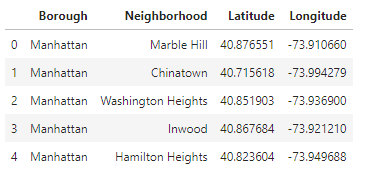 Borough Neighborhood Latitude Longitude
0 Manhattan Marble Hill 40.876551 -73.910660
1 Manhattan Chinatown 40.715618 -73.994279
2 Manhattan Washington Heights 40.851903 -73.936900
3 Manhattan Inwood 40.867684 -73.921210
4 Manhattan Hamilton Heights 40.823604 -73.949688